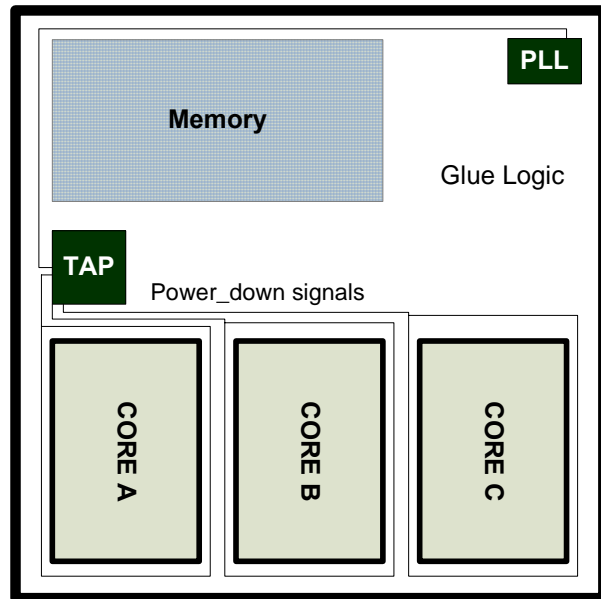 PLL
Memory
Glue Logic
TAP
Power_down signals
CORE A
CORE B
CORE C